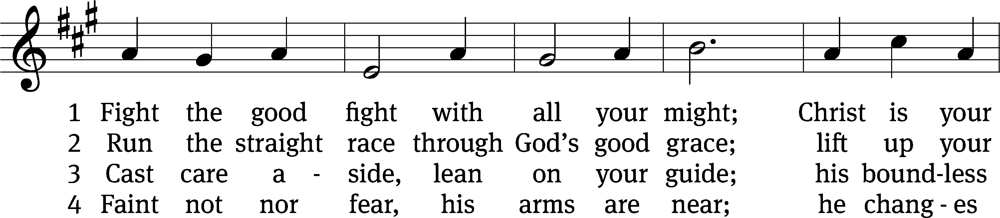 1 Fight the good fight with all your might; Christ is your
2 Run the straight race through God's good grace; lift up your
3 Cast care a - side, lean on your guide; his bound-less
4 Faint not nor fear, his arms are near; he chang - es